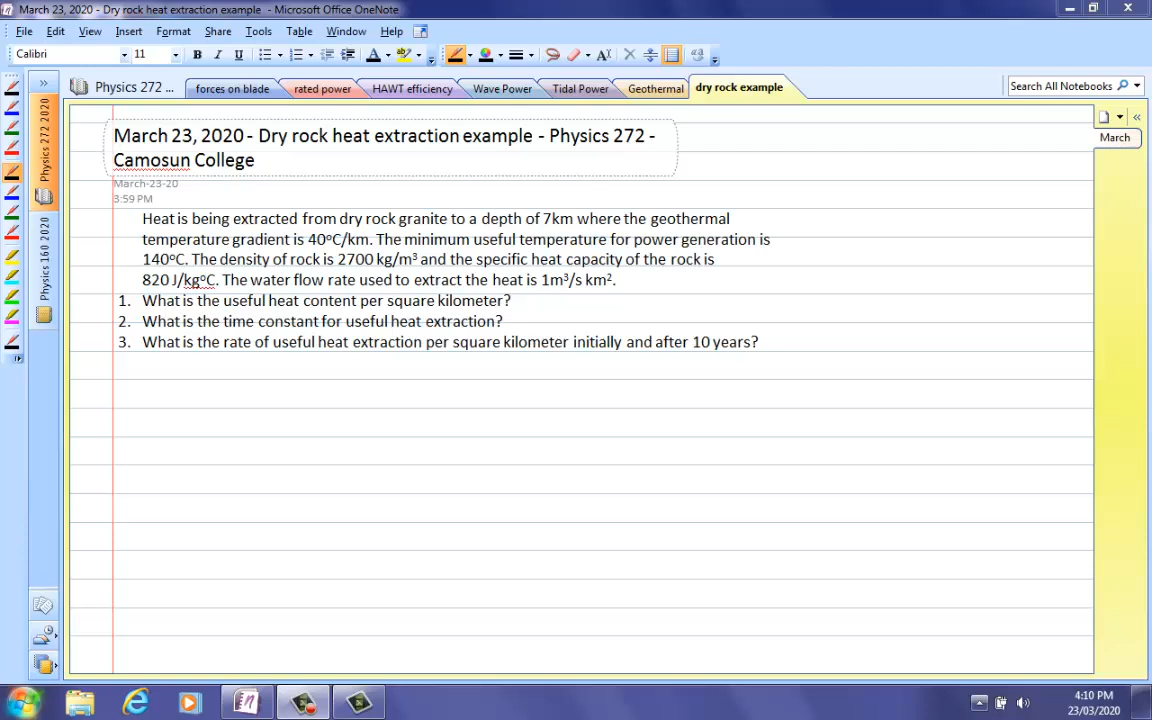 March 23, 2020 - Dry rock heat extraction example - Microsoft Office OneNote
File Edit View Insert Format Share Tools Table Window Help
Calibri 11 B I U
Physics 272 ... forces on blade rated power HAWT efficiency Wave Power Tidal Power Geothermal dry rock example Search All Notebooks
Physics 272 2020
Physics 160 2020
March
March 23, 2020 - Dry rock heat extraction example - Physics 272 -
Camosun College
March-23-20
3:59 PM
Heat is being extracted from dry rock granite to a depth of 7km where the geothermal
temperature gradient is 40°C/km. The minimum useful temperature for power generation is
140°C. The density of rock is 2700 kg/m³ and the specific heat capacity of the rock is
820 J/kg°C. The water flow rate used to extract the heat is 1m³/s km².
1. What is the useful heat content per square kilometer?
2. What is the time constant for useful heat extraction?
3. What is the rate of useful heat extraction per square kilometer initially and after 10 years?
4:10 PM
23/03/2020